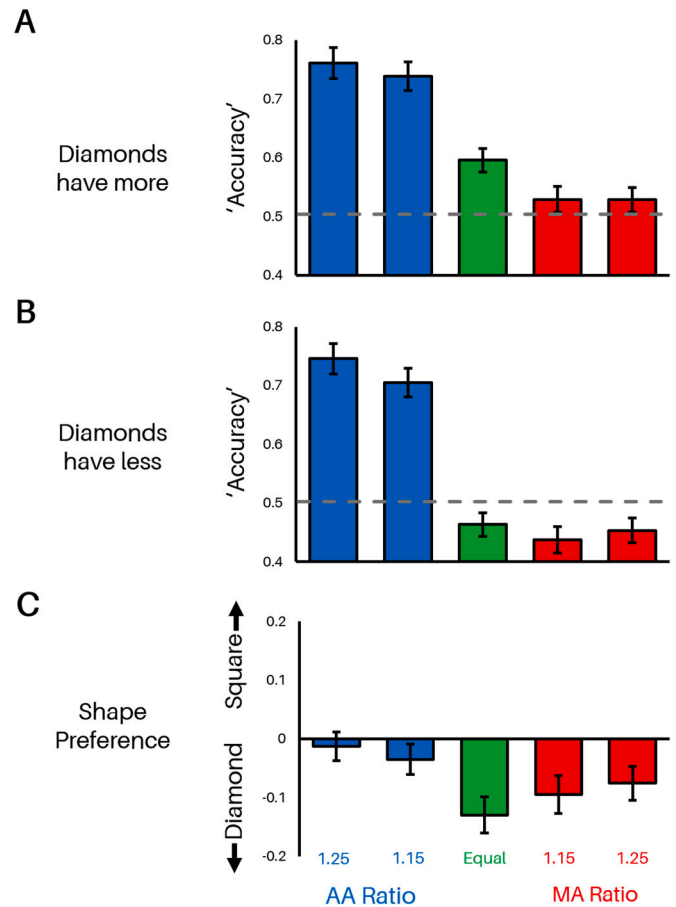 A
0.8
0.7
0.6
0.5
0.4
'Accuracy'
Diamonds
have more
B
0.8
0.7
0.6
0.5
0.4
'Accuracy'
Diamonds
have less
C
0.2
0.1
0
-0.1
-0.2
Square
Diamond
Shape
Preference
1.25 1.15 Equal 1.15 1.25
AA Ratio MA Ratio